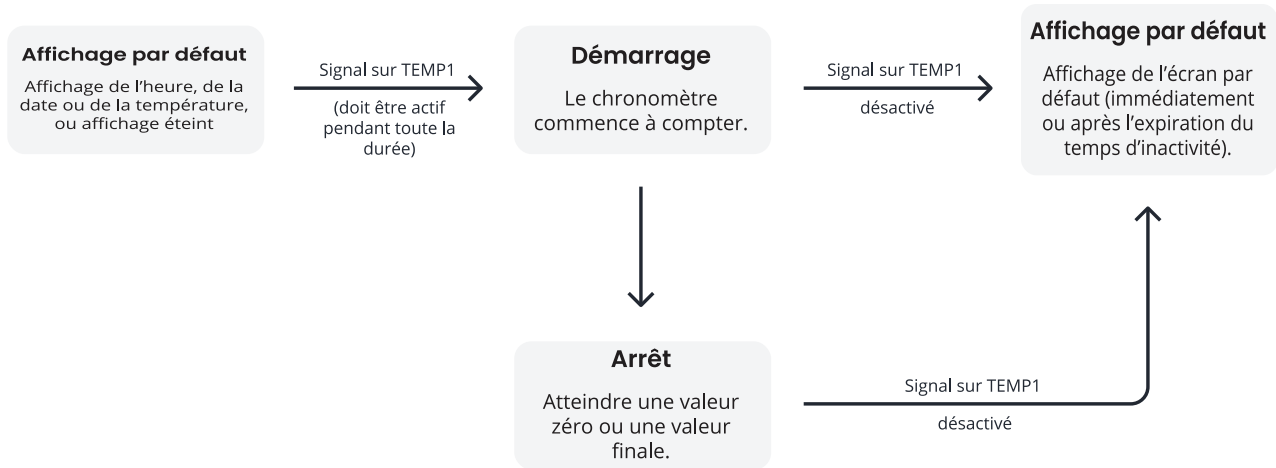 Affichage par défaut
Affichage de l’heure, de la
date ou de la température,
ou affichage éteint
Signal sur TEMP1
(doit être actif
pendant toute la
durée)
Démarrage
Le chronomètre
commence à compter.
Signal sur TEMP1
désactivé
Affichage par défaut
Affichage de l’écran par
défaut (immédiatement
ou après l’expiration du
temps d’inactivité).
Arrêt
Atteindre une valeur
zéro ou une valeur
finale.
Signal sur TEMP1
désactivé